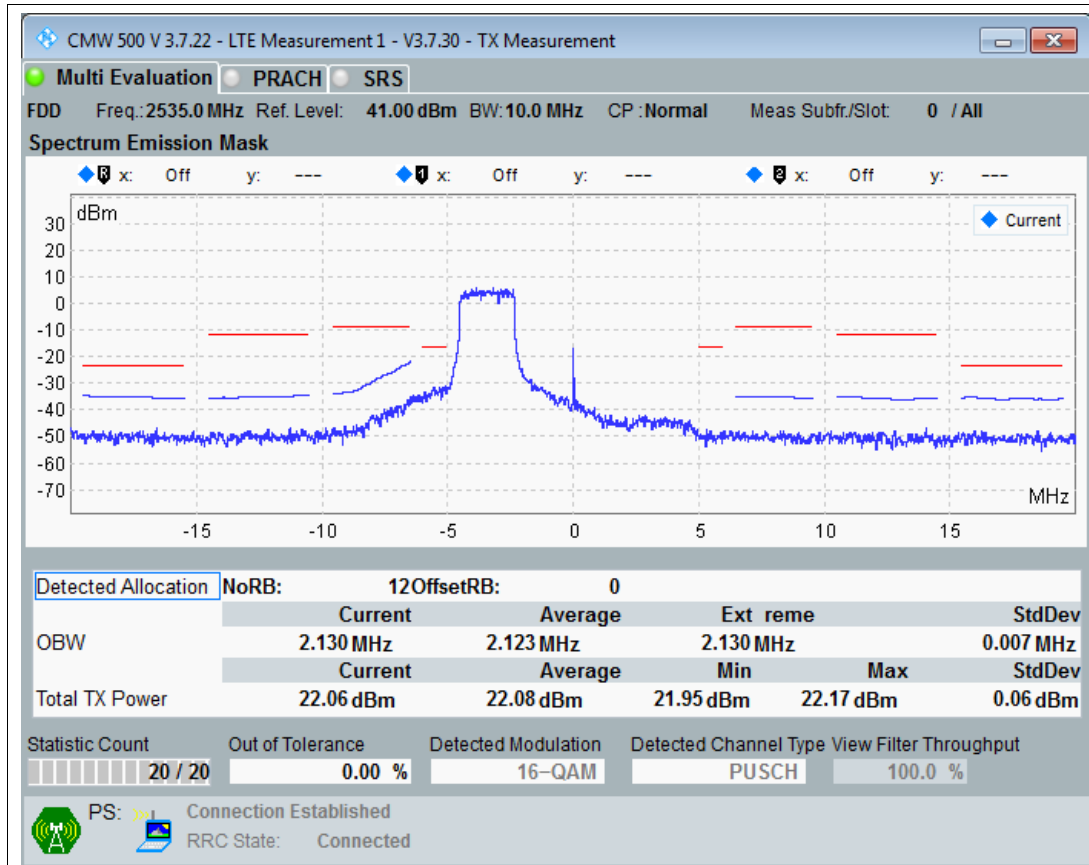 CMW 500 V 3.7.22 - LTE Measurement 1 - V3.7.30 - TX Measurement
Multi Evaluation PRACH SRS
FDD Freq.: 2535.0 MHz Ref. Level: 41.00 dBm BW: 10.0 MHz CP : Normal Meas Subfr./Slot: 0 / All
Spectrum Emission Mask
R x: Off y: --- 1 x: Off y: --- 2 x: Off y: ---
dBm
Current
30
20
10
0
-10
-20
-30
-40
-50
-60
-70
MHz
-15 -10 -5 0 5 10 15
Detected Allocation NoRB: 12 OffsetRB: 0
Current Average Ext reme StdDev
OBW 2.130 MHz 2.123 MHz 2.130 MHz 0.007 MHz
Current Average Min Max StdDev
Total TX Power 22.06 dBm 22.08 dBm 21.95 dBm 22.17 dBm 0.06 dBm
Statistic Count Out of Tolerance Detected Modulation Detected Channel Type View Filter Throughput
20 / 20 0.00 % 16-QAM PUSCH 100.0 %
PS: Connection Established
RRC State: Connected